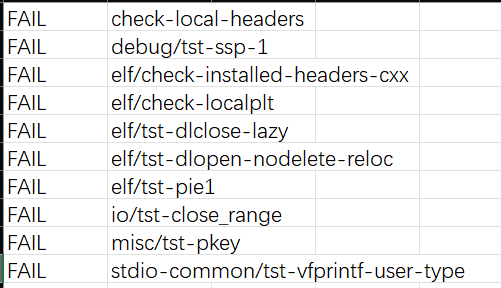 FAIL check-local-headers
FAIL debug/tst-ssp-1
FAIL elf/check-installed-headers-cxx
FAIL elf/check-localplt
FAIL elf/tst-dlclose-lazy
FAIL elf/tst-dlopen-nodelete-reloc
FAIL elf/tst-pie1
FAIL io/tst-close_range
FAIL misc/tst-pkey
FAIL stdio-common/tst-vfprintf-user-type